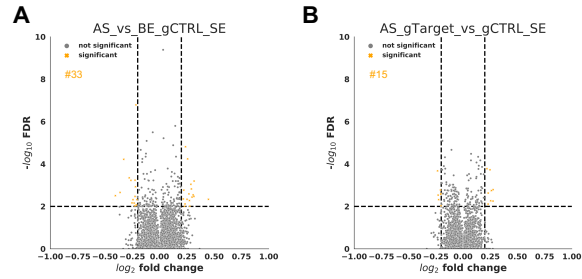 A
AS_vs_BE_gCTRL_SE
10
8
6
4
2
0
-log10 FDR
not significant
significant
#33
−1.00 −0.75 −0.50 −0.25 0.00 0.25 0.50 0.75 1.00
log2 fold change
B
AS_gTarget_vs_gCTRL_SE
10
8
6
4
2
0
-log10 FDR
not significant
significant
#15
−1.00 −0.75 −0.50 −0.25 0.00 0.25 0.50 0.75 1.00
log2 fold change